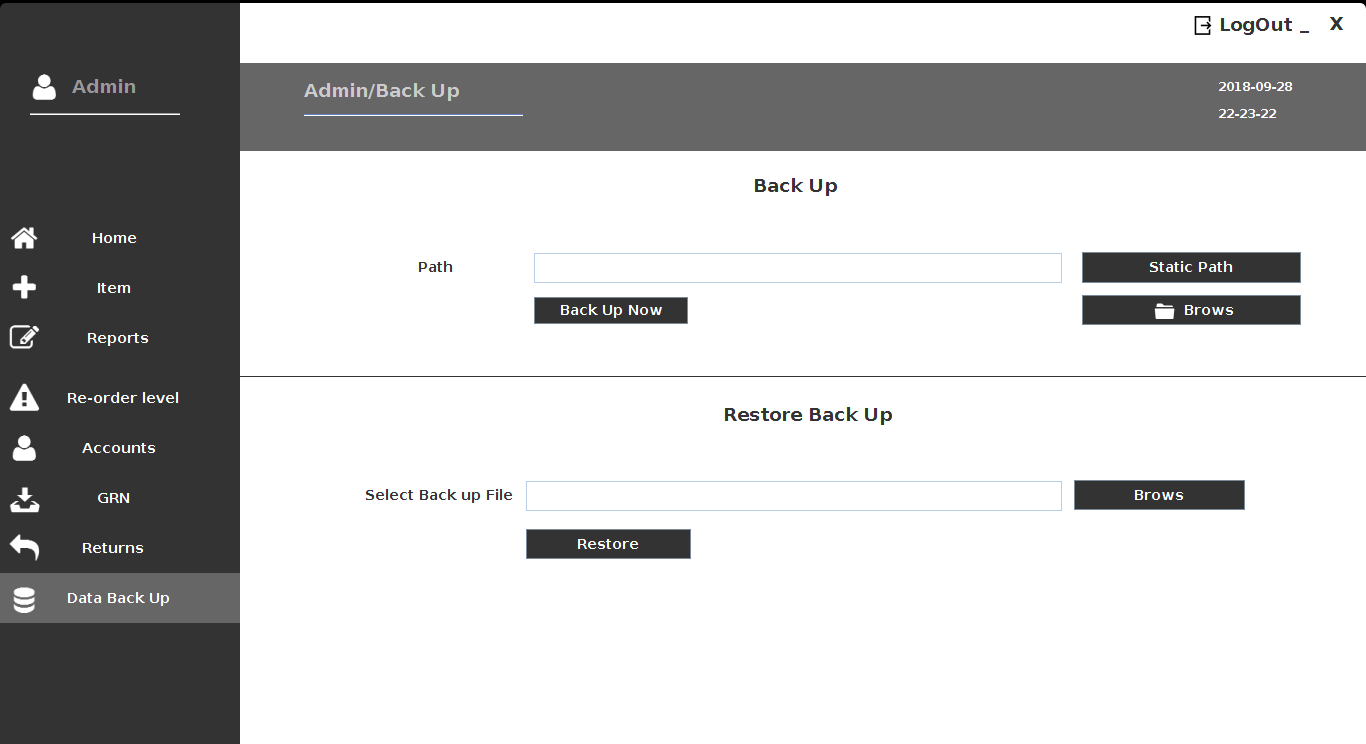 LogOut _ X
Admin
Admin/Back Up
2018-09-28
22-23-22
Home
Item
Reports
Re-order level
Accounts
GRN
Returns
Data Back Up
Back Up
Path
Static Path
Back Up Now
Brows
Restore Back Up
Select Back up File
Brows
Restore